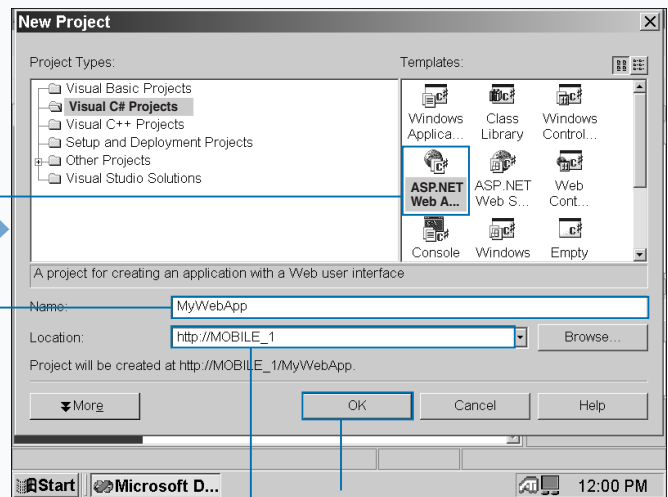 New Project
Project Types:
Templates:
Visual Basic Projects
Visual C# Projects
Visual C++ Projects
Setup and Deployment Projects
Other Projects
Visual Studio Solutions
Windows Applica...
Class Library
Windows Control...
ASP.NET Web A...
ASP.NET Web S...
Web Cont...
Console
Windows
Empty
A project for creating an application with a Web user interface
Name: MyWebApp
Location: http://MOBILE_1 Browse...
Project will be created at http://MOBILE_1/MyWebApp.
More OK Cancel Help
Start Microsoft D... 12:00 PM